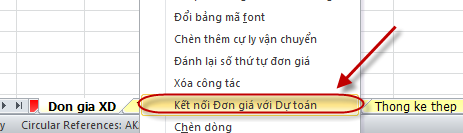 Đổi bảng mã font
Chèn thêm cự ly vận chuyển
Đánh lại số thứ tự đơn giá
Xóa công tác
Kết nối Đơn giá với Dự toán
Chèn dòng
Don gia XD
Thong ke thep
Circular References: AK